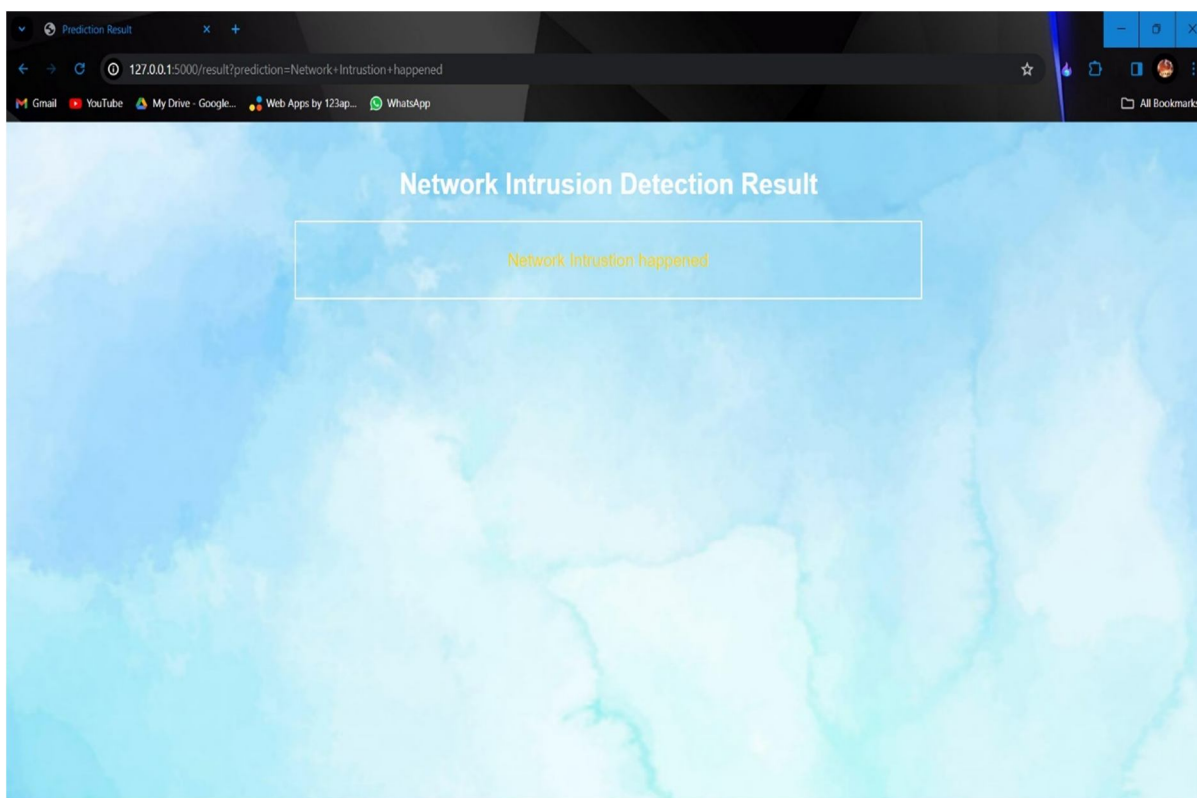 Prediction Result
127.0.0.1:5000/result?prediction=Network+Intrustion+happened
Gmail YouTube My Drive - Google... Web Apps by 123ap... WhatsApp All Bookmarks
Network Intrusion Detection Result
Network Intrustion happened